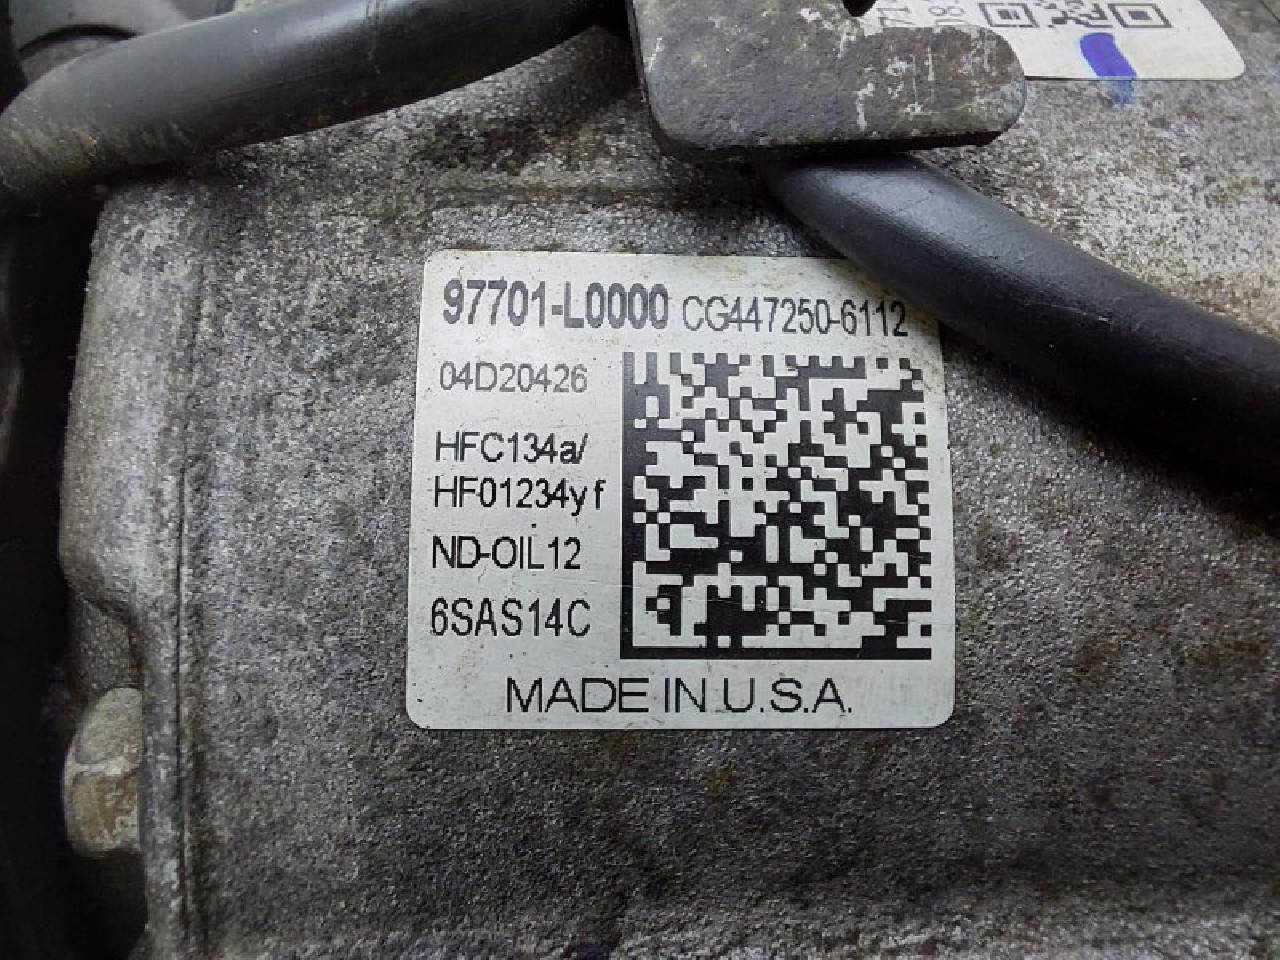 97701-L0000 CG447250-6112
04D20426
HFC134a/
HF01234yf
ND-OIL12
6SAS14C
MADE IN U.S.A.